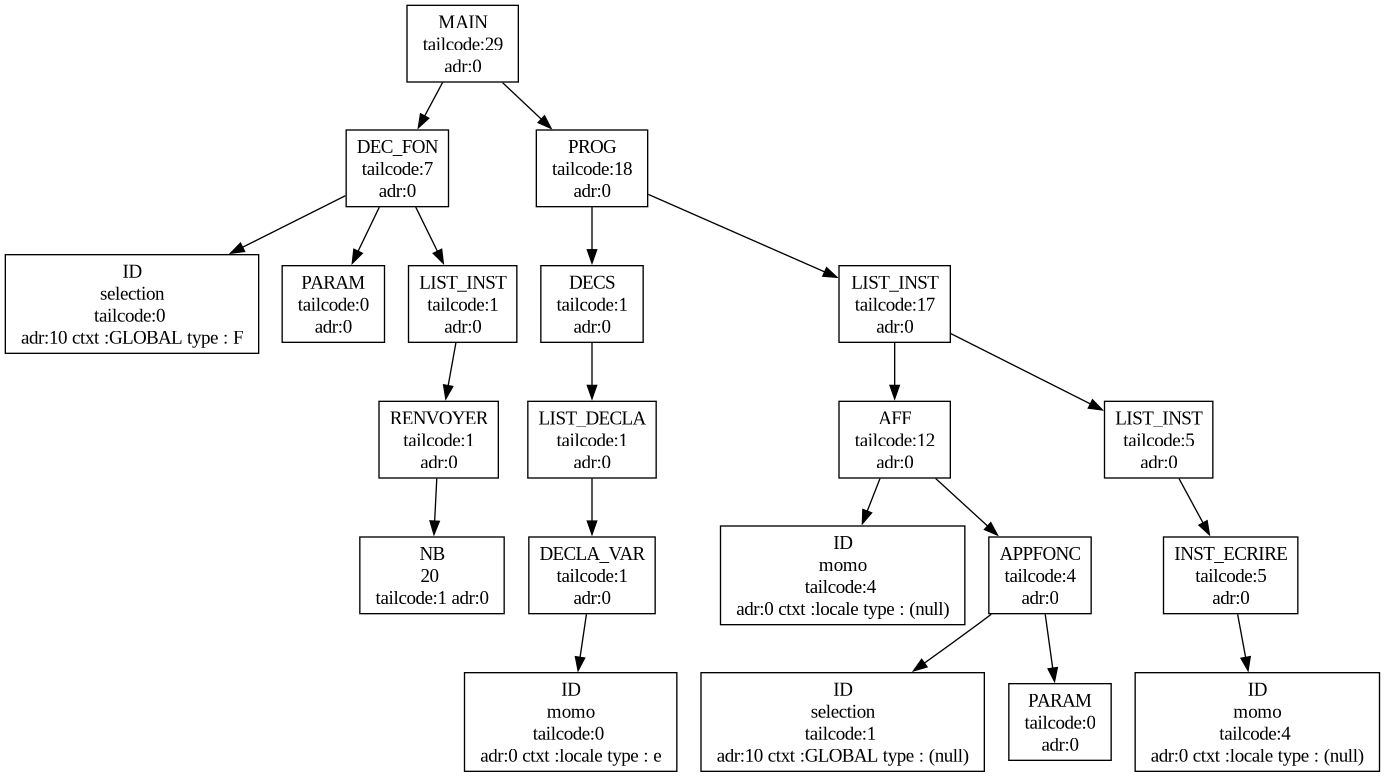 MAIN
tailcode:29
adr:0
DEC_FON
tailcode:7
adr:0
PROG
tailcode:18
adr:0
ID
selection
tailcode:0
adr:10 ctxt :GLOBAL type : F
PARAM
tailcode:0
adr:0
LIST_INST
tailcode:1
adr:0
DECS
tailcode:1
adr:0
LIST_INST
tailcode:17
adr:0
RENVOYER
tailcode:1
adr:0
LIST_DECLA
tailcode:1
adr:0
AFF
tailcode:12
adr:0
LIST_INST
tailcode:5
adr:0
NB
20
tailcode:1 adr:0
DECLA_VAR
tailcode:1
adr:0
ID
momo
tailcode:4
adr:0 ctxt :locale type : (null)
APPFONC
tailcode:4
adr:0
INST_ECRIRE
tailcode:5
adr:0
ID
momo
tailcode:0
adr:0 ctxt :locale type : e
ID
selection
tailcode:1
adr:10 ctxt :GLOBAL type : (null)
PARAM
tailcode:0
adr:0
ID
momo
tailcode:4
adr:0 ctxt :locale type : (null)